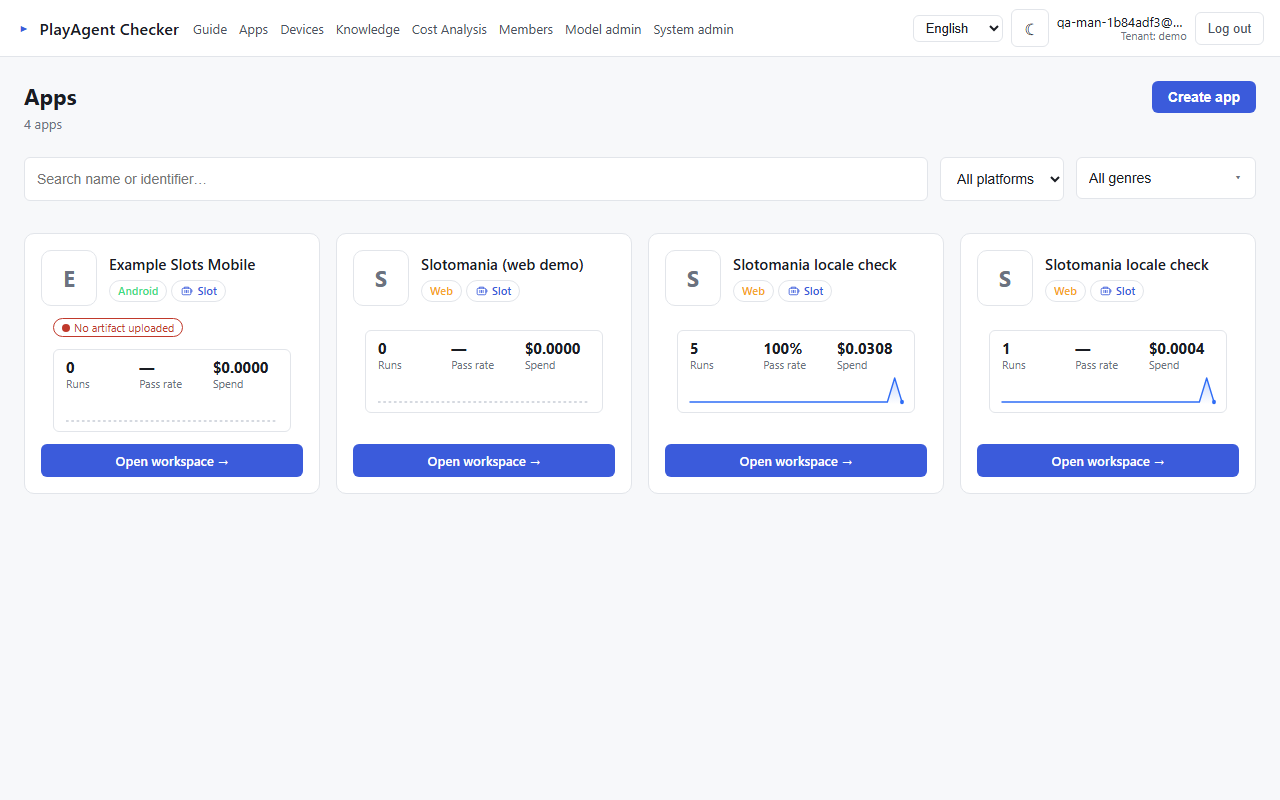 PlayAgent Checker Guide Apps Devices Knowledge Cost Analysis Members Model admin System admin English qa-man-1b84adf3@... Log out
Tenant: demo
Apps Create app
4 apps
Search name or identifier... All platforms All genres
E Example Slots Mobile
Android Slot
No artifact uploaded
0 — $0.0000
Runs Pass rate Spend
Open workspace →
S Slotomania (web demo)
Web Slot
0 — $0.0000
Runs Pass rate Spend
Open workspace →
S Slotomania locale check
Web Slot
5 100% $0.0308
Runs Pass rate Spend
Open workspace →
S Slotomania locale check
Web Slot
1 — $0.0004
Runs Pass rate Spend
Open workspace →